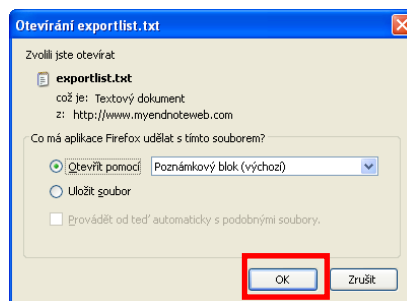 Otevírání exportlist.txt
Zvolili jste otevírat
exportlist.txt
což je: Textový dokument
z: http://www.myendnoteweb.com
Co má aplikace Firefox udělat s tímto souborem?
Otevřít pomocí Poznámkový blok (výchozí)
Uložit soubor
Provádět od teď automaticky s podobnými soubory.
OK Zrušit